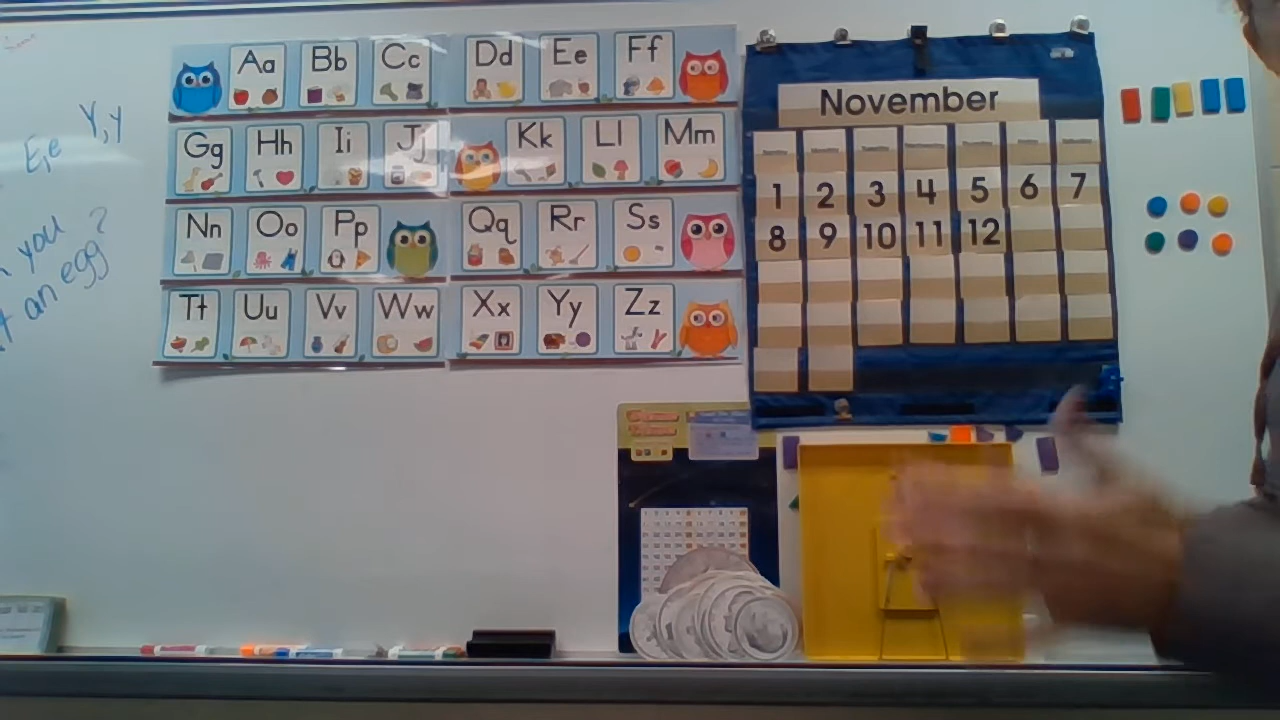 Y, y
E, e
you
an egg?
Aa Bb Cc Dd Ee Ff
Gg Hh Ii Jj Kk Ll Mm
Nn Oo Pp Qq Rr Ss
Tt Uu Vv Ww Xx Yy Zz
November
1 2 3 4 5 6 7
8 9 10 11 12